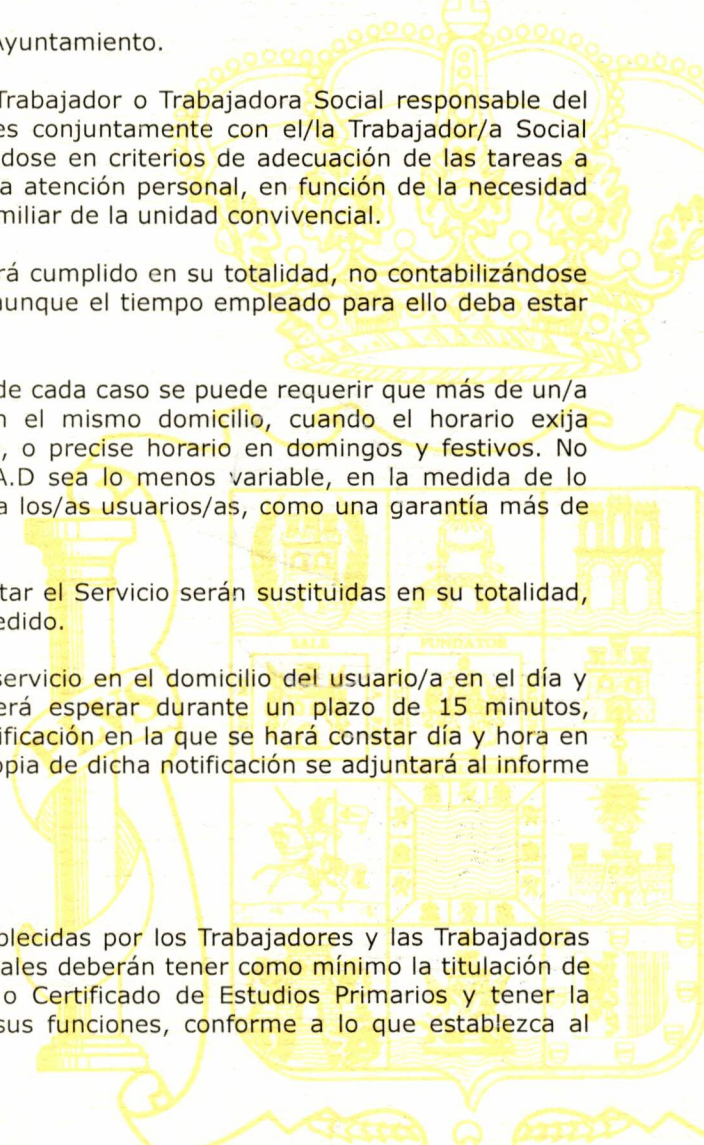 Ayuntamiento.
Trabajador o Trabajadora Social responsable del
es conjuntamente con el/la Trabajador/a Social
dose en criterios de adecuación de las tareas a
a atención personal, en función de la necesidad
miliar de la unidad convivencial.
rá cumplido en su totalidad, no contabilizándose
aunque el tiempo empleado para ello deba estar
de cada caso se puede requerir que más de un/a
n el mismo domicilio, cuando el horario exija
, o precise horario en domingos y festivos. No
A.D sea lo menos variable, en la medida de lo
a los/as usuarios/as, como una garantía más de
tar el Servicio serán sustituidas en su totalidad,
edido.
SALE FUNDATOR
servicio en el domicilio del usuario/a en el día y
erá esperar durante un plazo de 15 minutos,
ificación en la que se hará constar día y hora en
opia de dicha notificación se adjuntará al informe
blecidas por los Trabajadores y las Trabajadoras
ales deberán tener como mínimo la titulación de
o Certificado de Estudios Primarios y tener la
sus funciones, conforme a lo que establezca al